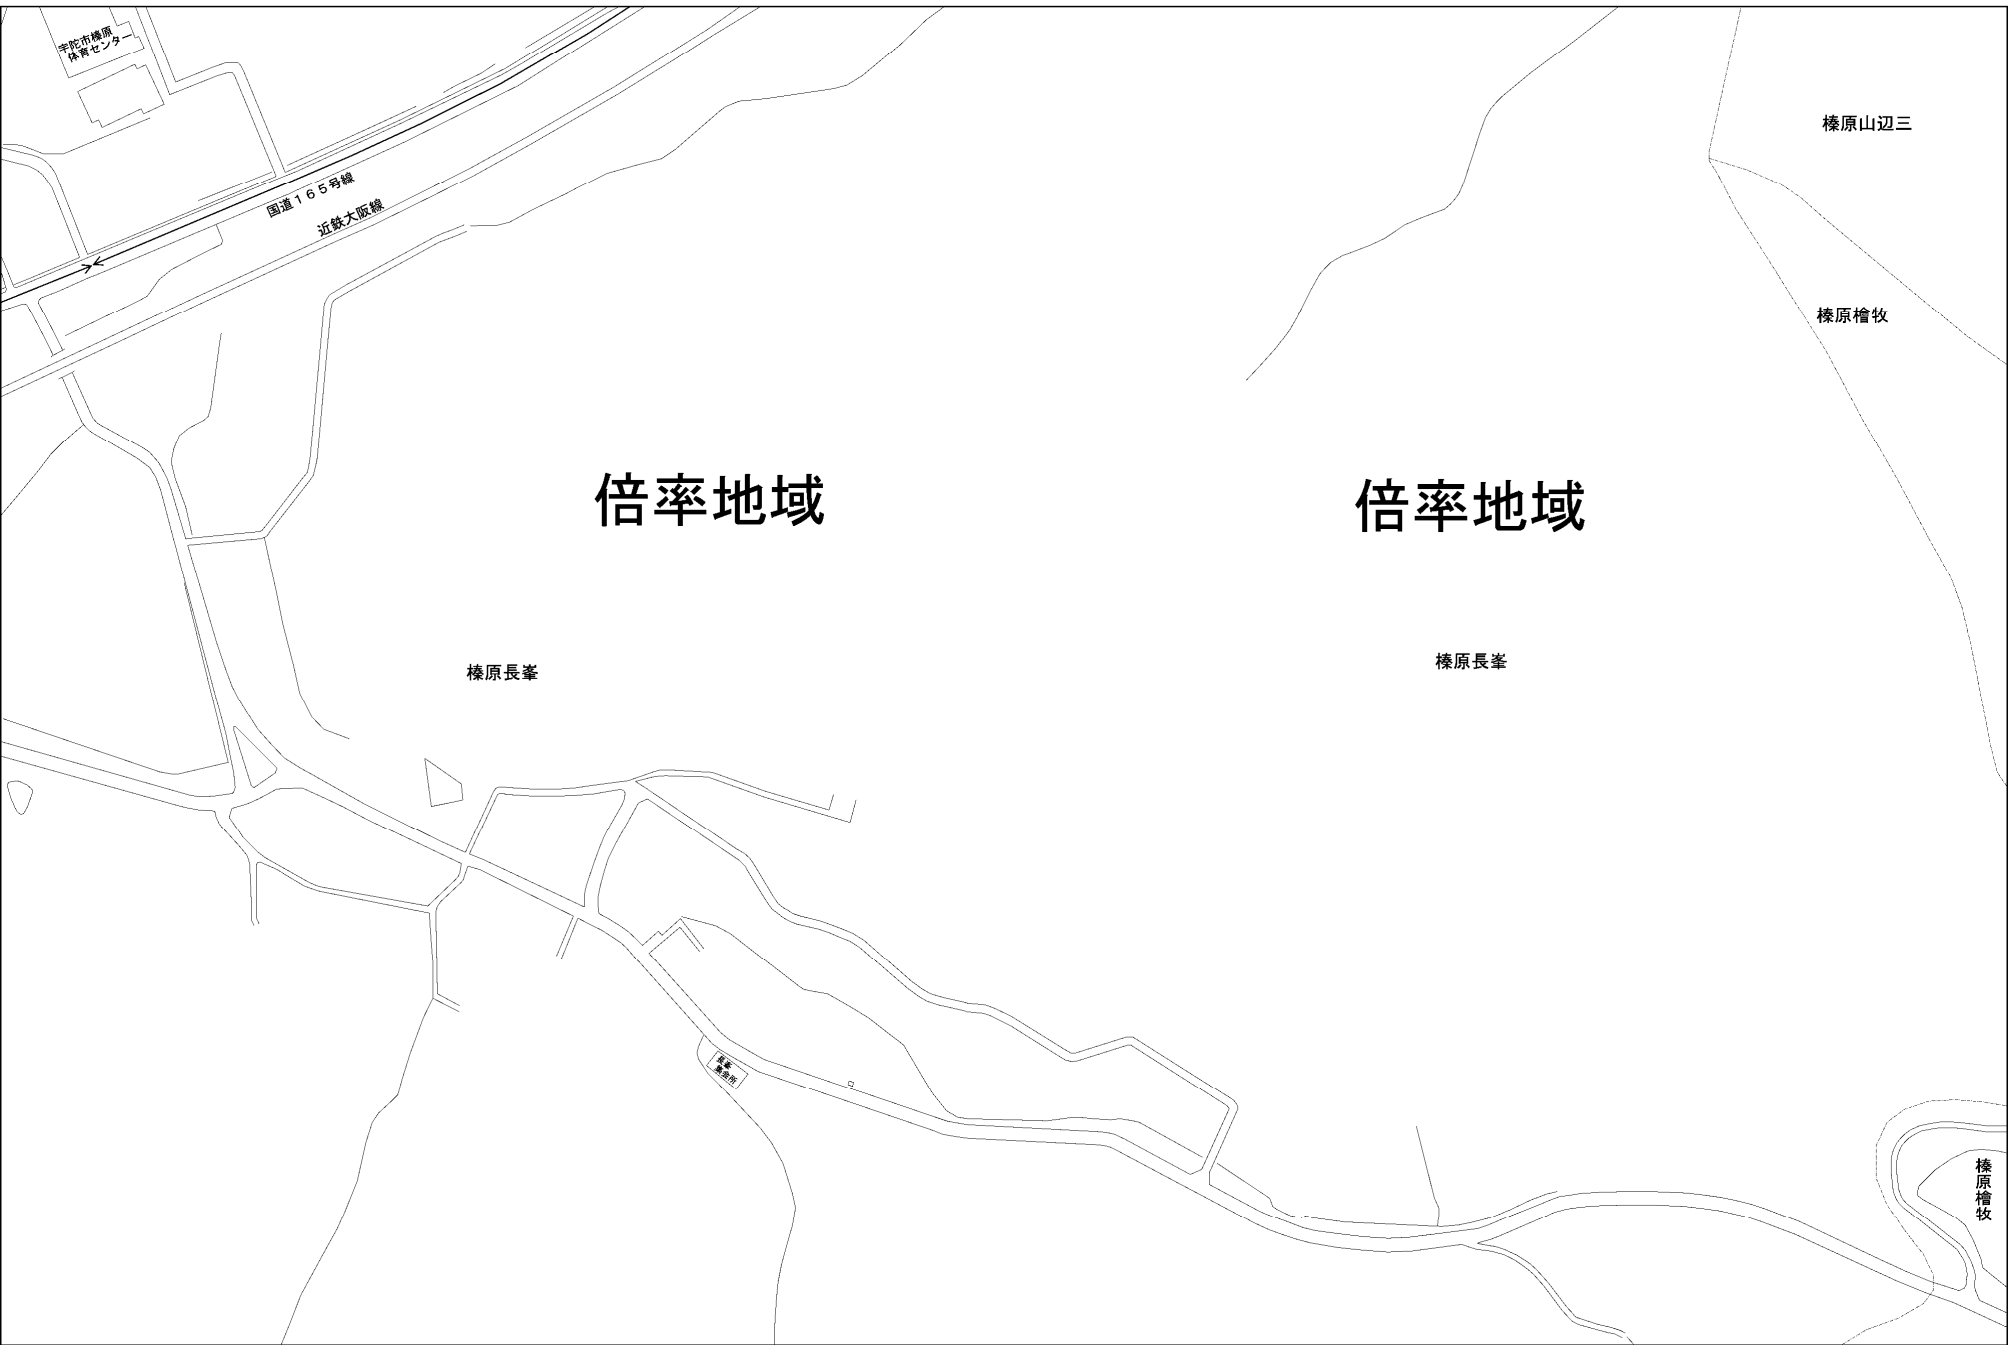 宇陀市榛原
体育センター
国道165号線
近鉄大阪線
榛原山辺三
榛原檜牧
倍率地域
倍率地域
榛原長峯
榛原長峯
長峯
集会所
榛原檜牧